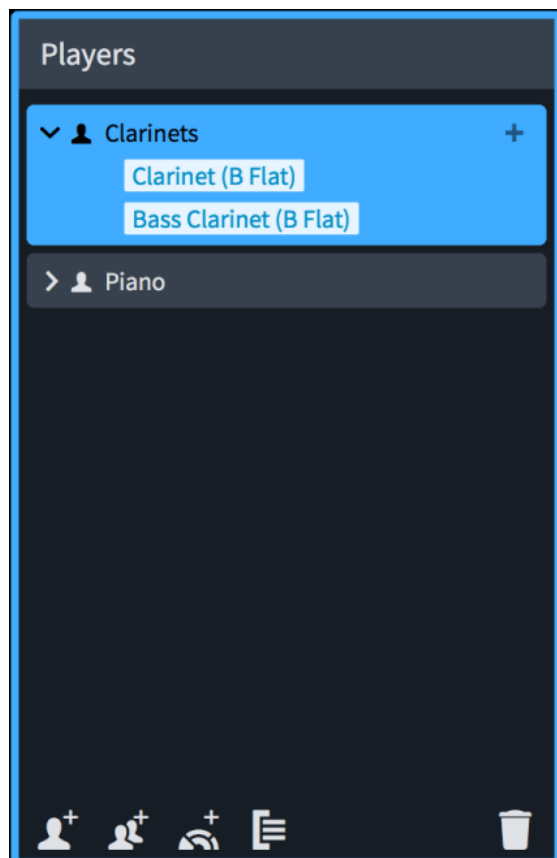 Players
Clarinets
Clarinet (B Flat)
Bass Clarinet (B Flat)
Piano